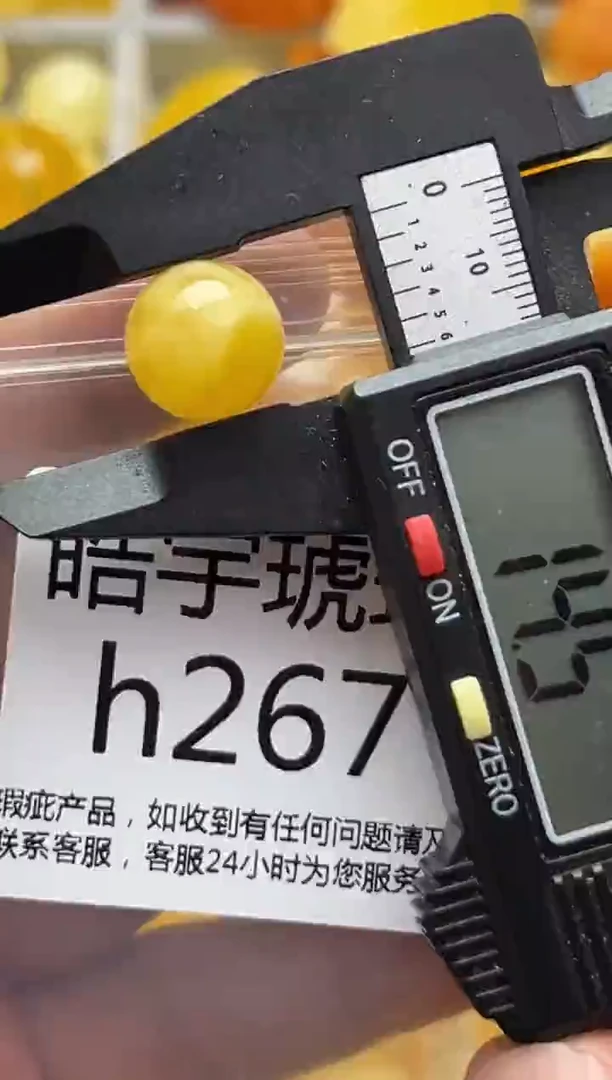 0
10
1 2 3 4 5 6
OFF
ON
ZERO
皓宇琥
h267
瑕疵产品，如收到有任何问题请及
联系客服，客服24小时为您服务